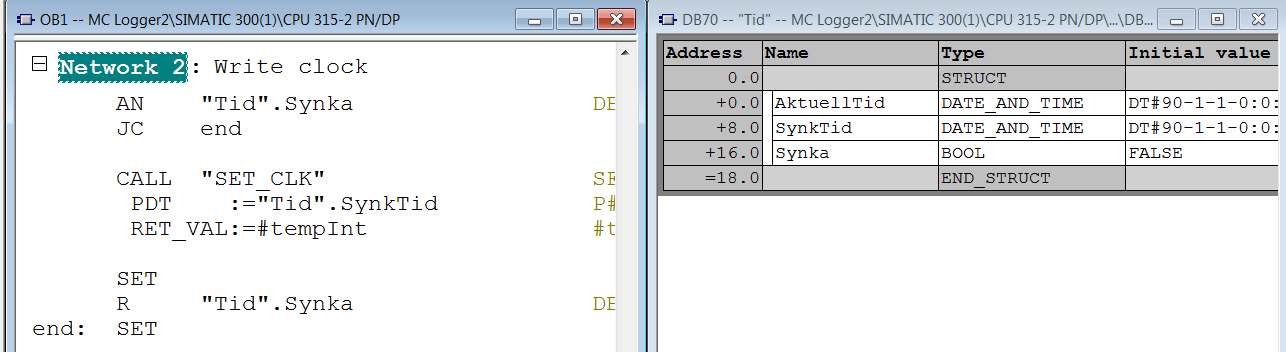 OB1 -- MC Logger2\SIMATIC 300(1)\CPU 315-2 PN/DP
Network 2: Write clock
AN "Tid".Synka DE
JC end
CALL "SET_CLK" SE
PDT :="Tid".SynkTid P#
RET_VAL:=#tempInt #t
SET
R "Tid".Synka DE
end: SET
DB70 -- "Tid" -- MC Logger2\SIMATIC 300(1)\CPU 315-2 PN/DP\...\DB...
Address Name Type Initial value
0.0 STRUCT
+0.0 AktuellTid DATE_AND_TIME DT#90-1-1-0:0:
+8.0 SynkTid DATE_AND_TIME DT#90-1-1-0:0:
+16.0 Synka BOOL FALSE
=18.0 END_STRUCT